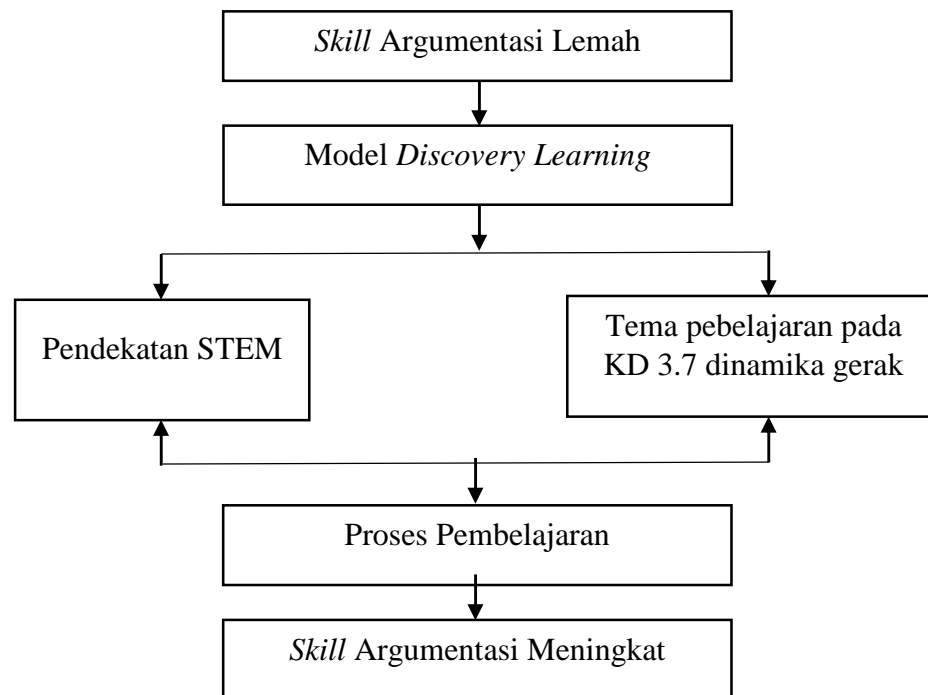 Skill Argumentasi Lemah
Model Discovery Learning
Pendekatan STEM
Tema pebelajaran pada
KD 3.7 dinamika gerak
Proses Pembelajaran
Skill Argumentasi Meningkat